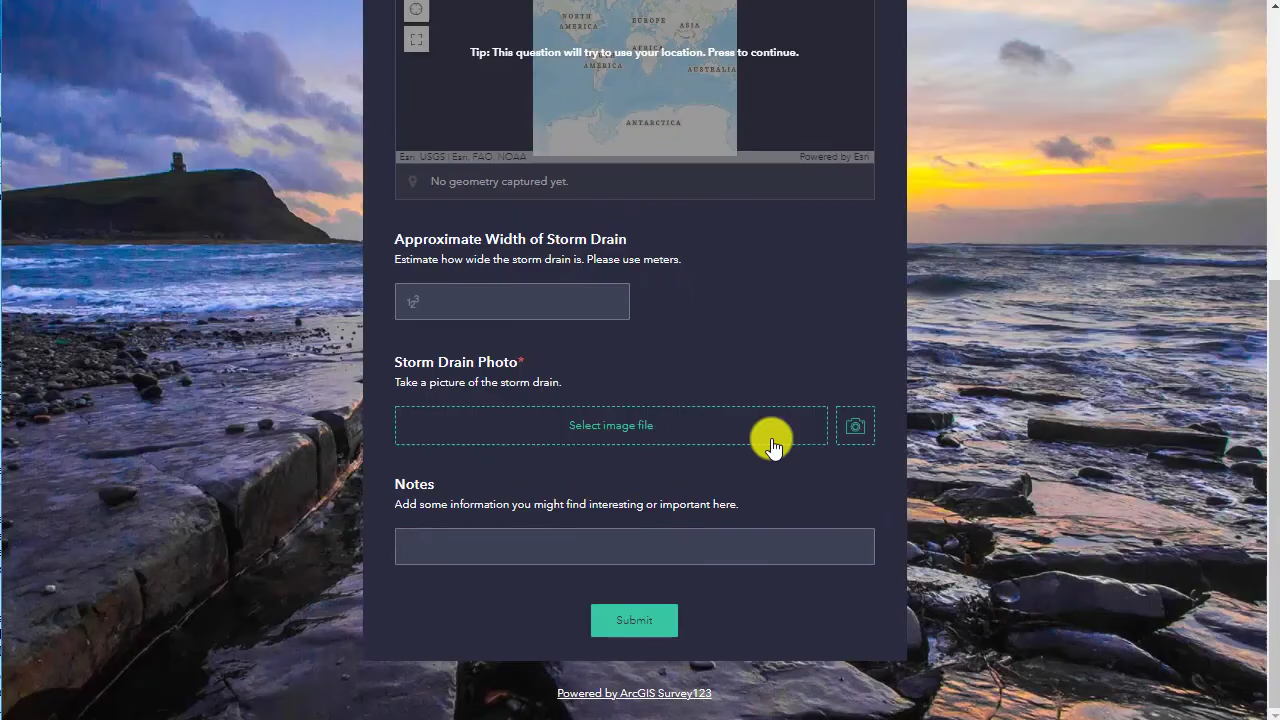 NORTH
AMERICA
EUROPE
ASIA
Tip: This question will try to use your location. Press to continue.
AMERICA
AUSTRALIA
ANTARCTICA
Esri, USGS | Esri, FAO, NOAA
Powered by Esri
No geometry captured yet.
Approximate Width of Storm Drain
Estimate how wide the storm drain is. Please use meters.
123
Storm Drain Photo*
Take a picture of the storm drain.
Select image file
Notes
Add some information you might find interesting or important here.
Submit
Powered by ArcGIS Survey123